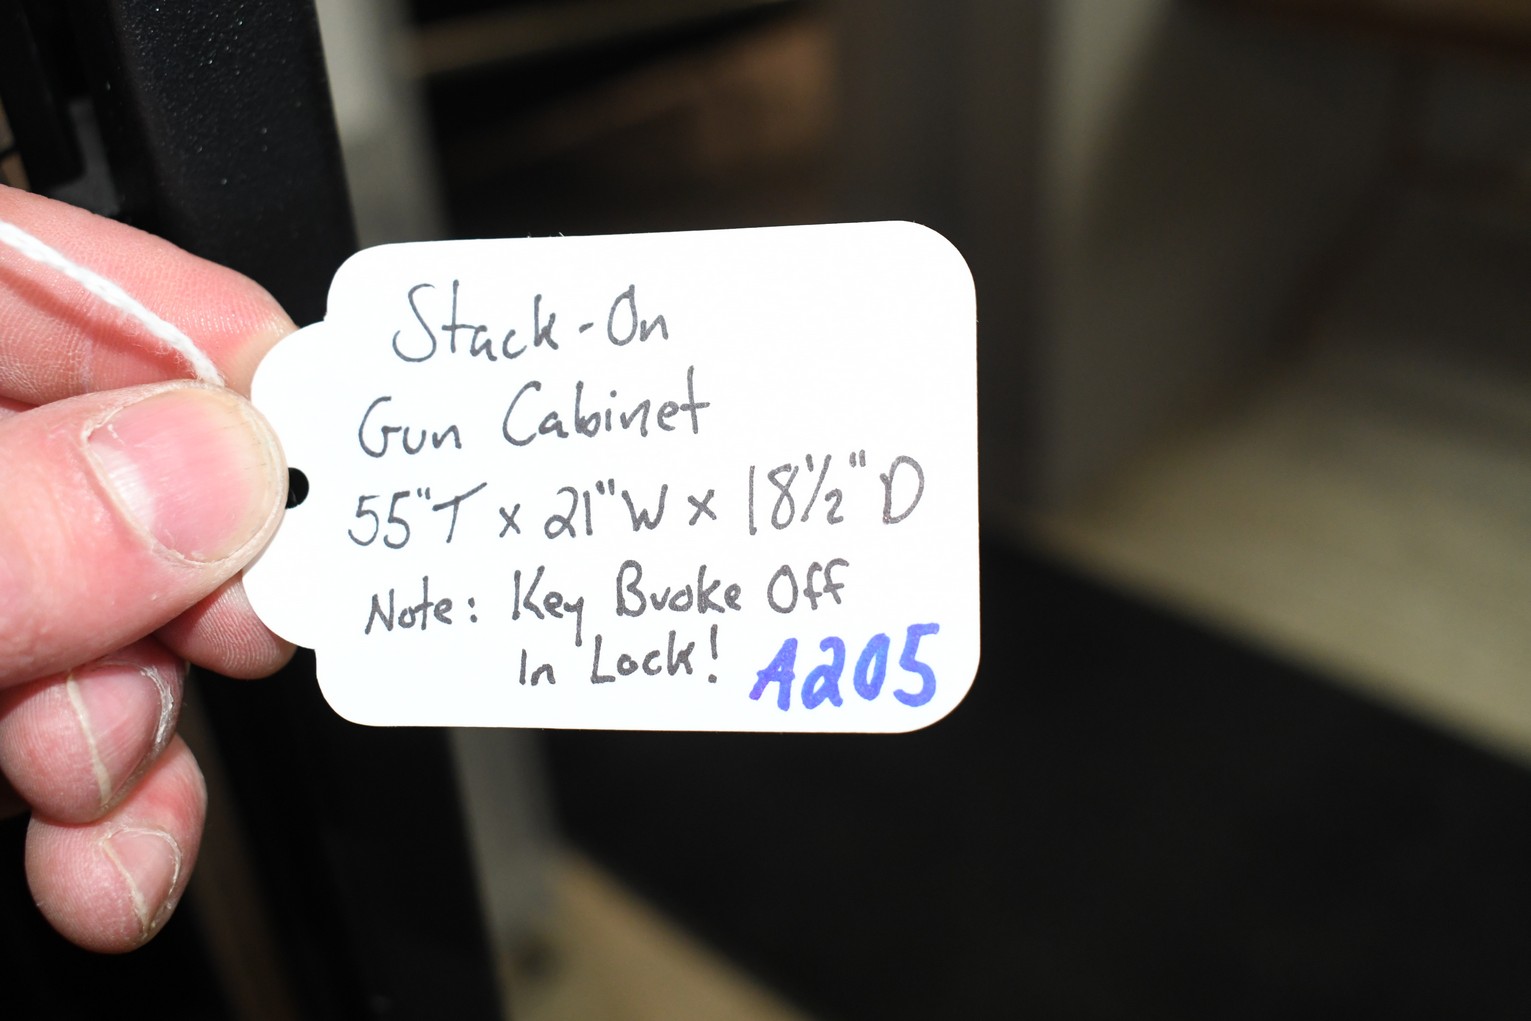 Stack-On
Gun Cabinet
55"T x 21"W x 18½"D
Note: Key Broke Off
In Lock!
A205